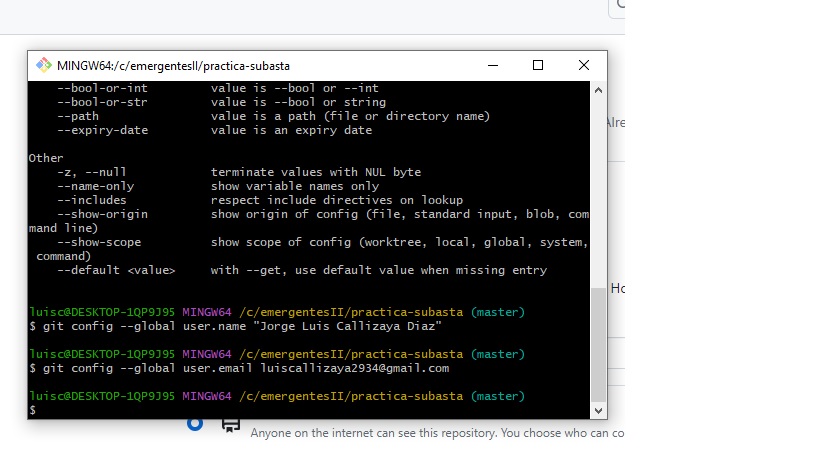 MINGW64:/c/emergentesII/practica-subasta
--bool-or-int value is --bool or --int
--bool-or-str value is --bool or string
--path value is a path (file or directory name)
--expiry-date value is an expiry date
Other
-z, --null terminate values with NUL byte
--name-only show variable names only
--includes respect include directives on lookup
--show-origin show origin of config (file, standard input, blob, com
mand line)
--show-scope show scope of config (worktree, local, global, system,
command)
--default <value> with --get, use default value when missing entry
luisc@DESKTOP-1QP9J95 MINGW64 /c/emergentesII/practica-subasta (master)
$ git config --global user.name "Jorge Luis Callizaya Diaz"
luisc@DESKTOP-1QP9J95 MINGW64 /c/emergentesII/practica-subasta (master)
$ git config --global user.email luiscallizaya2934@gmail.com
luisc@DESKTOP-1QP9J95 MINGW64 /c/emergentesII/practica-subasta (master)
$
Alre
Ho
Anyone on the internet can see this repository. You choose who can co